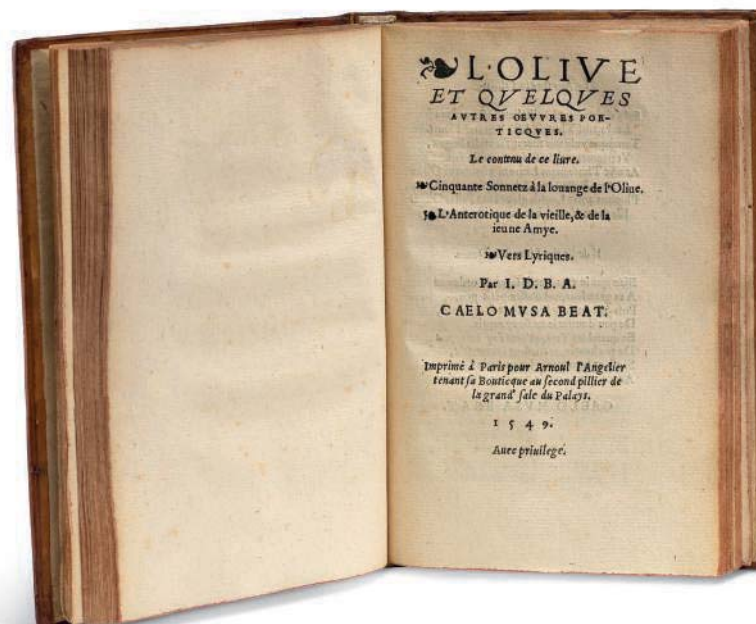 L·OLIVE
ET QVELQVES
AVTRES OEVVRES POE-
TICQVES.
Le contenu de ce liure.
Cinquante Sonnetz à la louange de l'Oliue.
L'Anterotique de la vieille, & de la
ieune Amye.
Vers Lyriques.
Par I. D. B. A.
CAELO MVSA BEAT.
Imprimé à Paris pour Arnoul l'Angelier
tenant sa Bouticque au second pillier de
la grand' sale du Palays.
1549.
Auec priuilege.